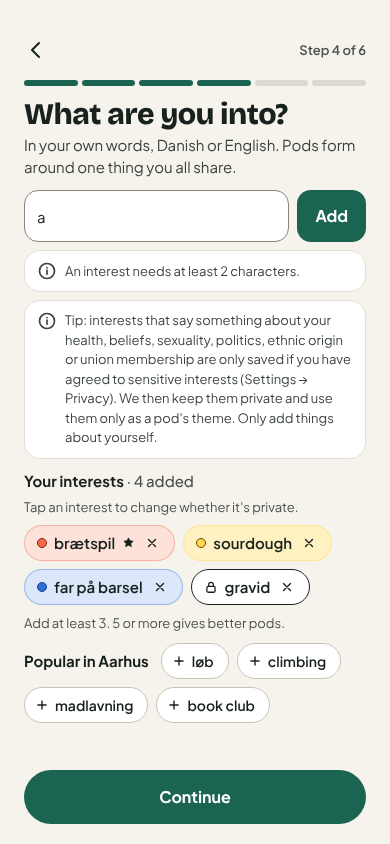 Step 4 of 6
What are you into?
In your own words, Danish or English. Pods form
around one thing you all share.
a
Add
An interest needs at least 2 characters.
Tip: interests that say something about your
health, beliefs, sexuality, politics, ethnic origin
or union membership are only saved if you have
agreed to sensitive interests (Settings →
Privacy). We then keep them private and use
them only as a pod's theme. Only add things
about yourself.
Your interests · 4 added
Tap an interest to change whether it's private.
brætspil ★ ×
sourdough ×
far på barsel ×
gravid ×
Add at least 3. 5 or more gives better pods.
Popular in Aarhus
+ løb
+ climbing
+ madlavning
+ book club
Continue